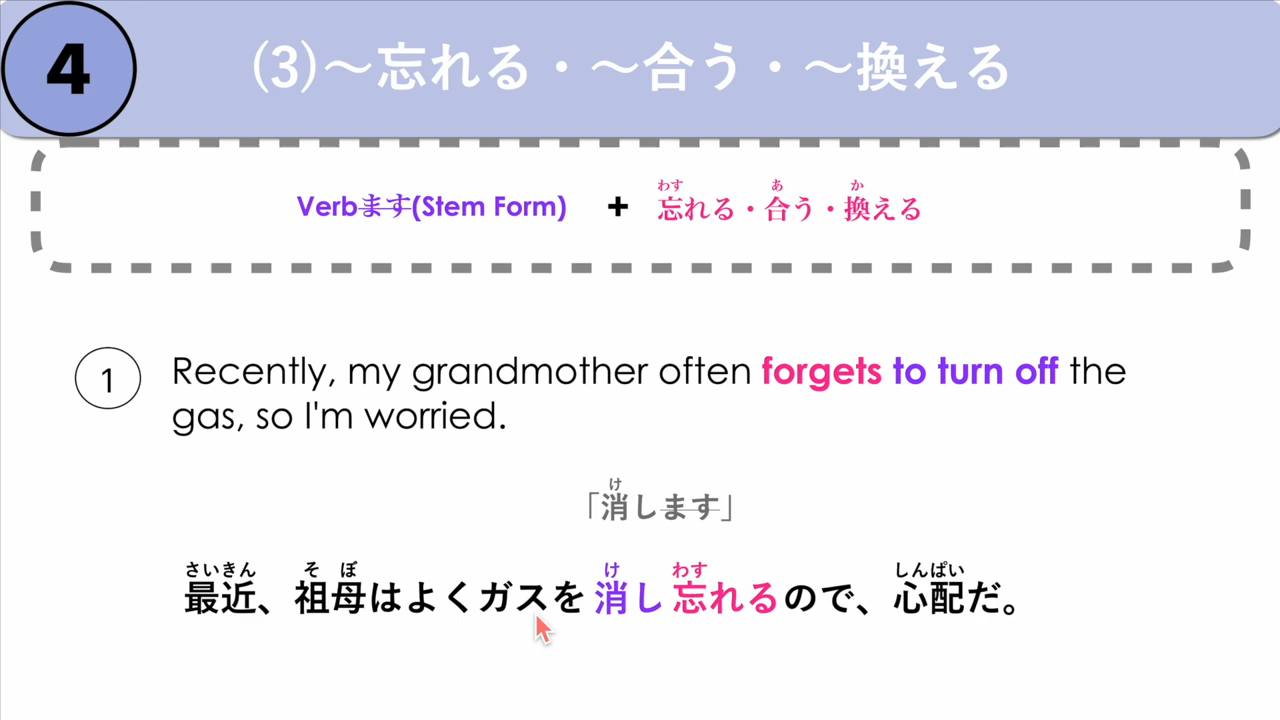 4
(3)～忘れる・～合う・～換える
わす あ か
Verbます(Stem Form) + 忘れる・合う・換える
1
Recently, my grandmother often forgets to turn off the
gas, so I'm worried.
け
「消します」
さいきん そ ぼ け わす しんぱい
最近、祖母はよくガスを消し忘れるので、心配だ。